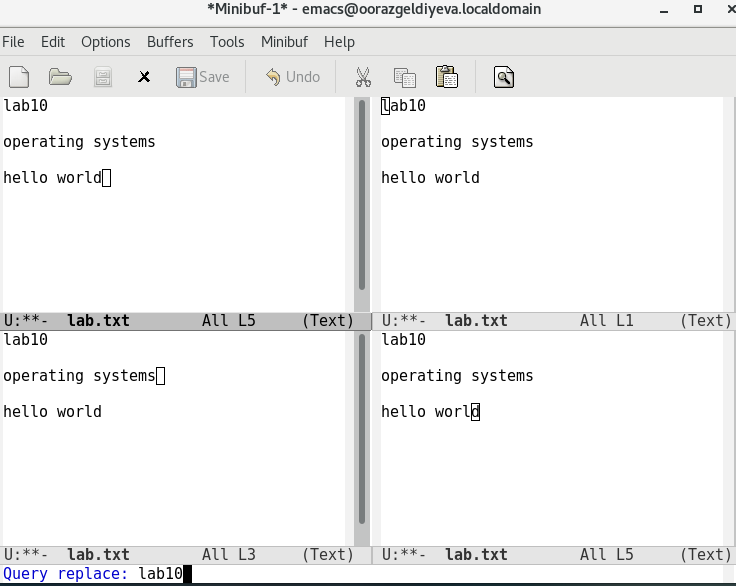 *Minibuf-1* - emacs@oorazgeldiyeva.localdomain
File Edit Options Buffers Tools Minibuf Help
Save Undo
lab10
operating systems
hello world
U:**- lab.txt All L5 (Text)
lab10
operating systems
hello world
U:**- lab.txt All L1 (Text)
lab10
operating systems
hello world
U:**- lab.txt All L3 (Text)
lab10
operating systems
hello world
U:**- lab.txt All L5 (Text)
Query replace: lab10